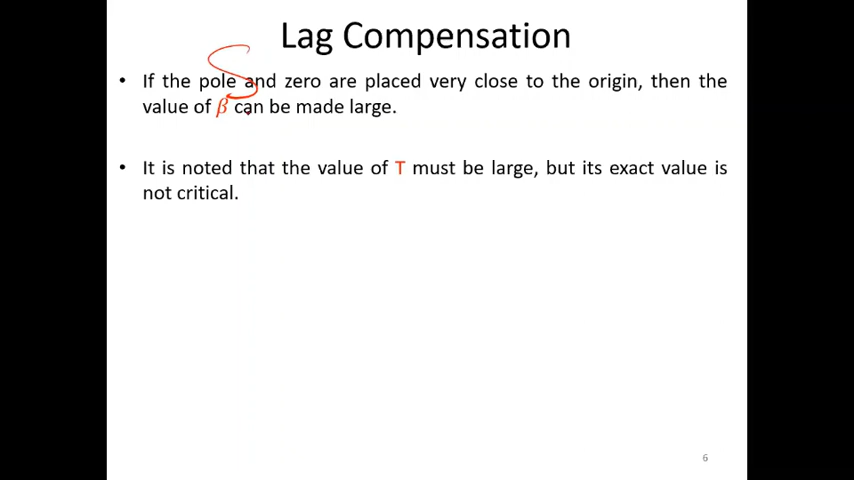 Lag Compensation
• If the pole and zero are placed very close to the origin, then the
value of β can be made large.
• It is noted that the value of T must be large, but its exact value is
not critical.
6